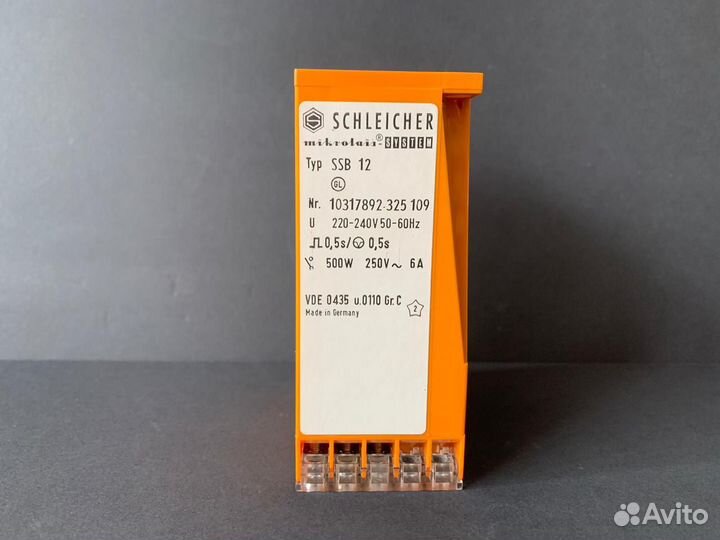 SCHLEICHER
mikrolais® SYSTEM
Typ SSB 12
GL
Nr. 10317892-325 109
U 220-240V 50-60Hz
0,5s/ 0,5s
500W 250V~ 6A
VDE 0435 u.0110 Gr.C
2
Made in Germany
Avito